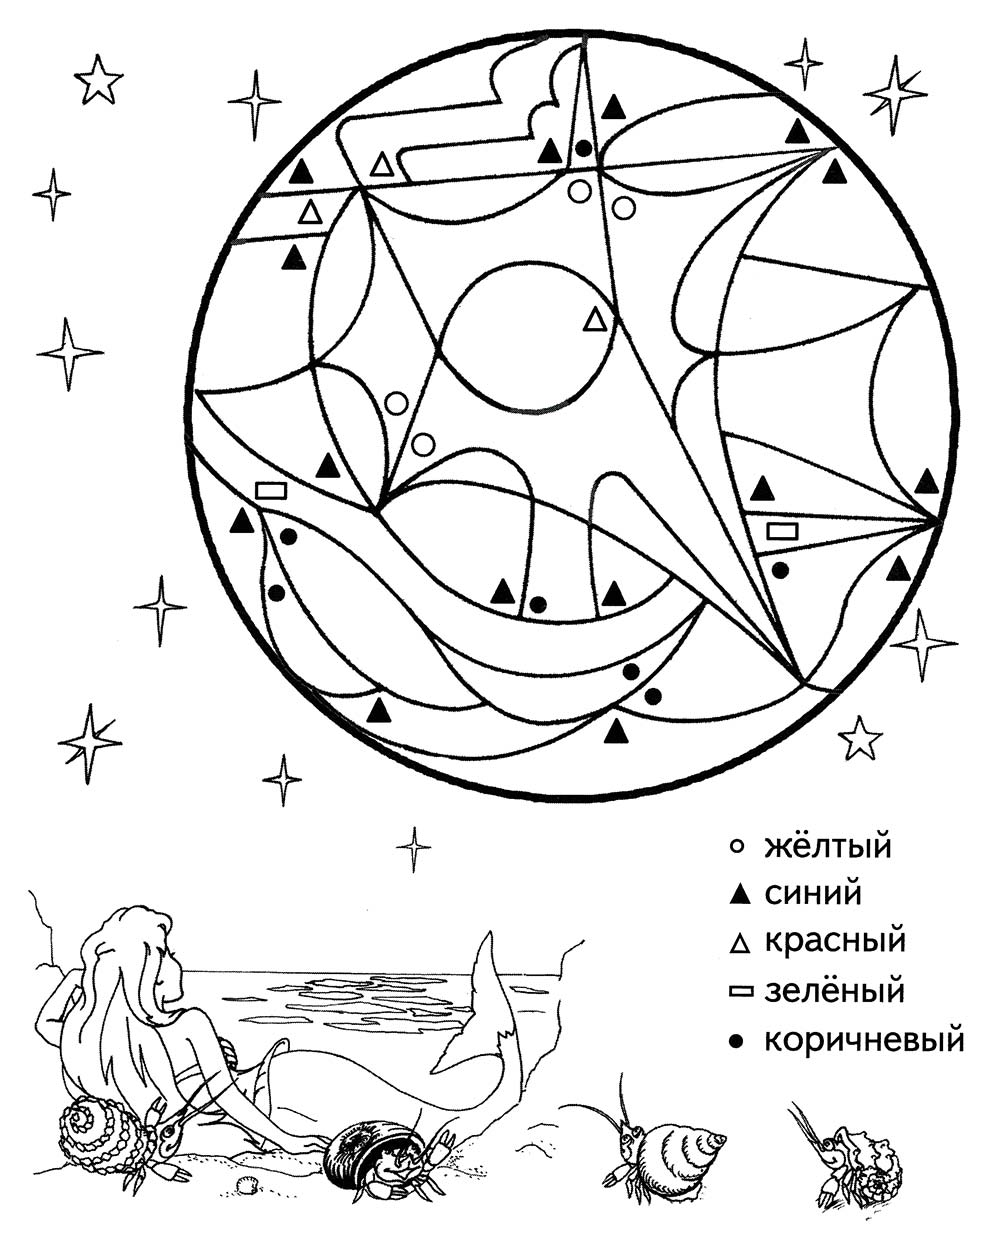 жёлтый
синий
красный
зелёный
коричневый